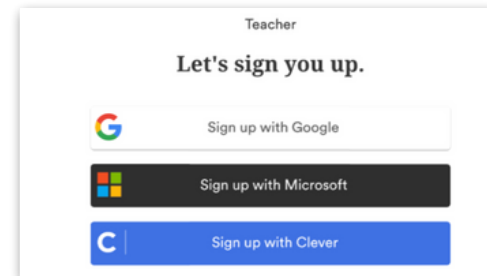 Teacher
Let's sign you up.
Sign up with Google
Sign up with Microsoft
C Sign up with Clever